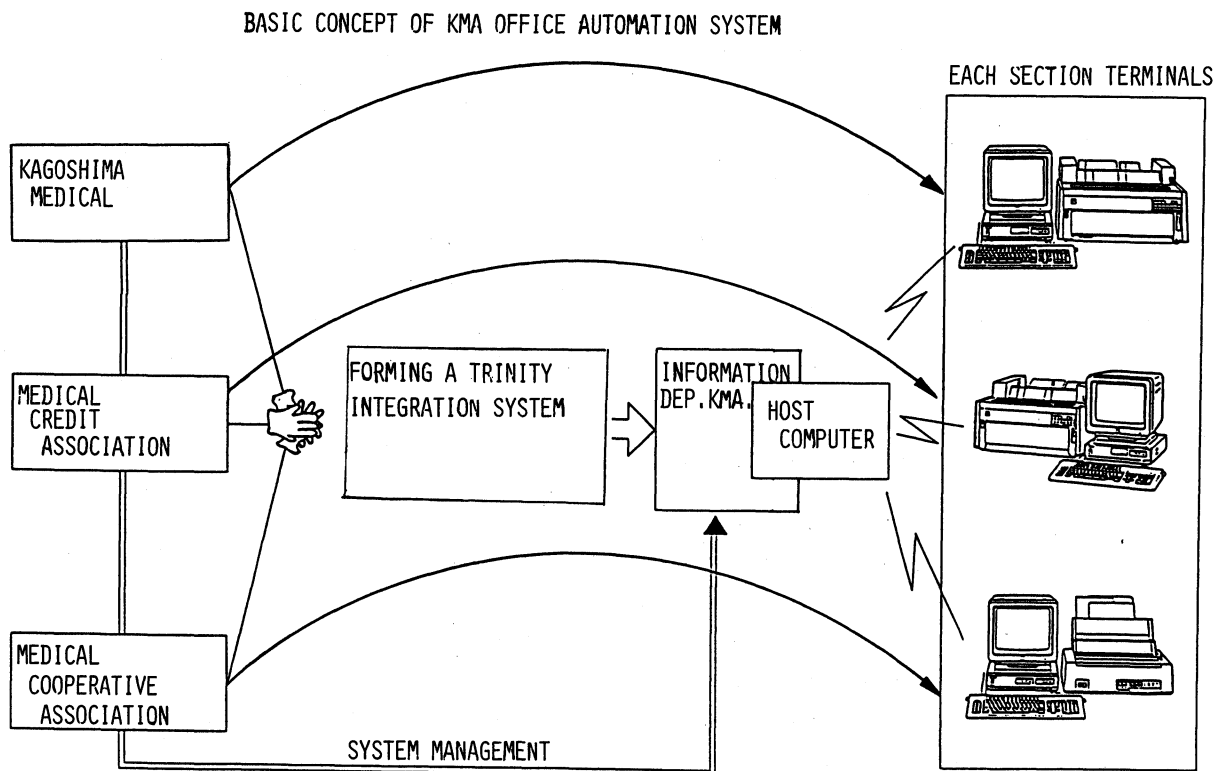 BASIC CONCEPT OF KMA OFFICE AUTOMATION SYSTEM
EACH SECTION TERMINALS
KAGOSHIMA
MEDICAL
MEDICAL
CREDIT
ASSOCIATION
FORMING A TRINITY
INTEGRATION SYSTEM
INFORMATION
DEP.KMA.
HOST
COMPUTER
MEDICAL
COOPERATIVE
ASSOCIATION
SYSTEM MANAGEMENT